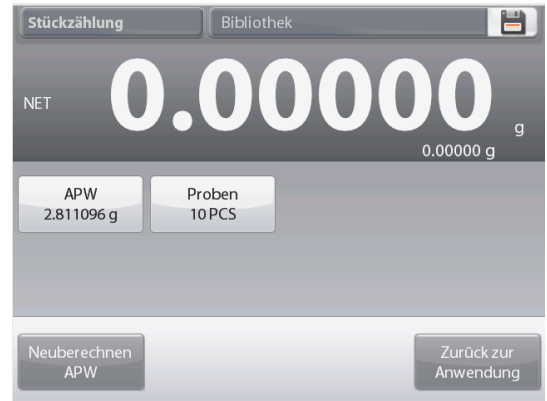 Stückzählung Bibliothek
NET 0.00000 g
0.00000 g
APW Proben
2.811096 g 10 PCS
Neuberechnen Zurück zur
APW Anwendung